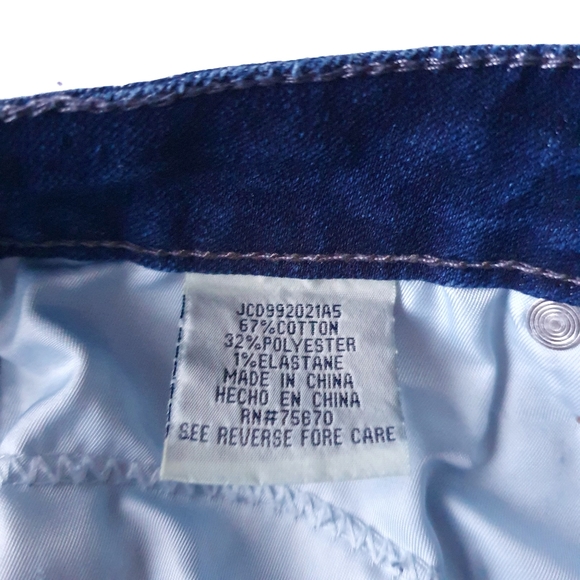 JCD992021A5
67%COTTON
32%POLYESTER
1%ELASTANE
MADE IN CHINA
HECHO EN CHINA
RN#75670
SEE REVERSE FORE CARE